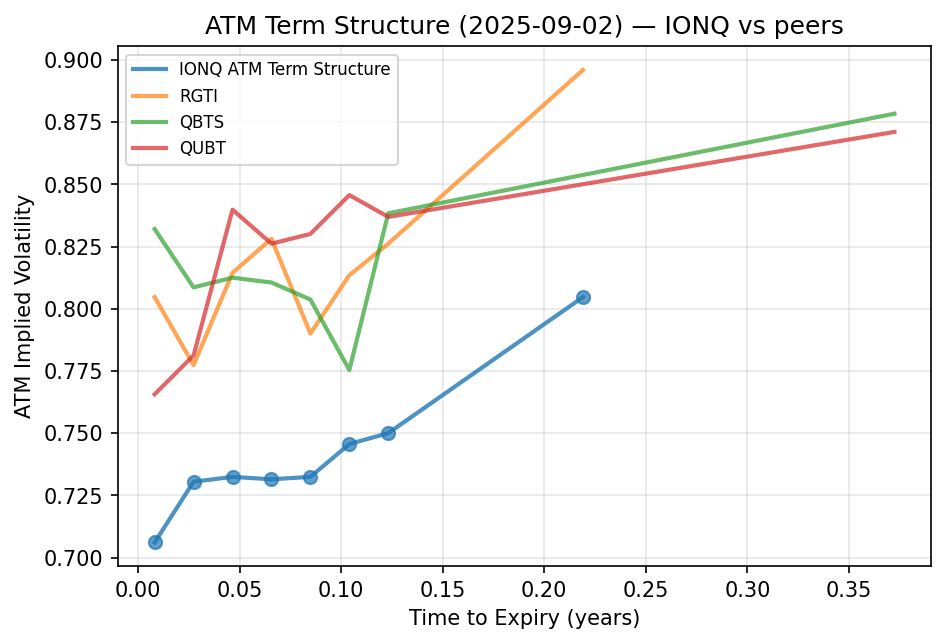 ATM Term Structure (2025-09-02) — IONQ vs peers
IONQ ATM Term Structure
RGTI
QBTS
QUBT
ATM Implied Volatility
0.900
0.875
0.850
0.825
0.800
0.775
0.750
0.725
0.700
0.00 0.05 0.10 0.15 0.20 0.25 0.30 0.35
Time to Expiry (years)